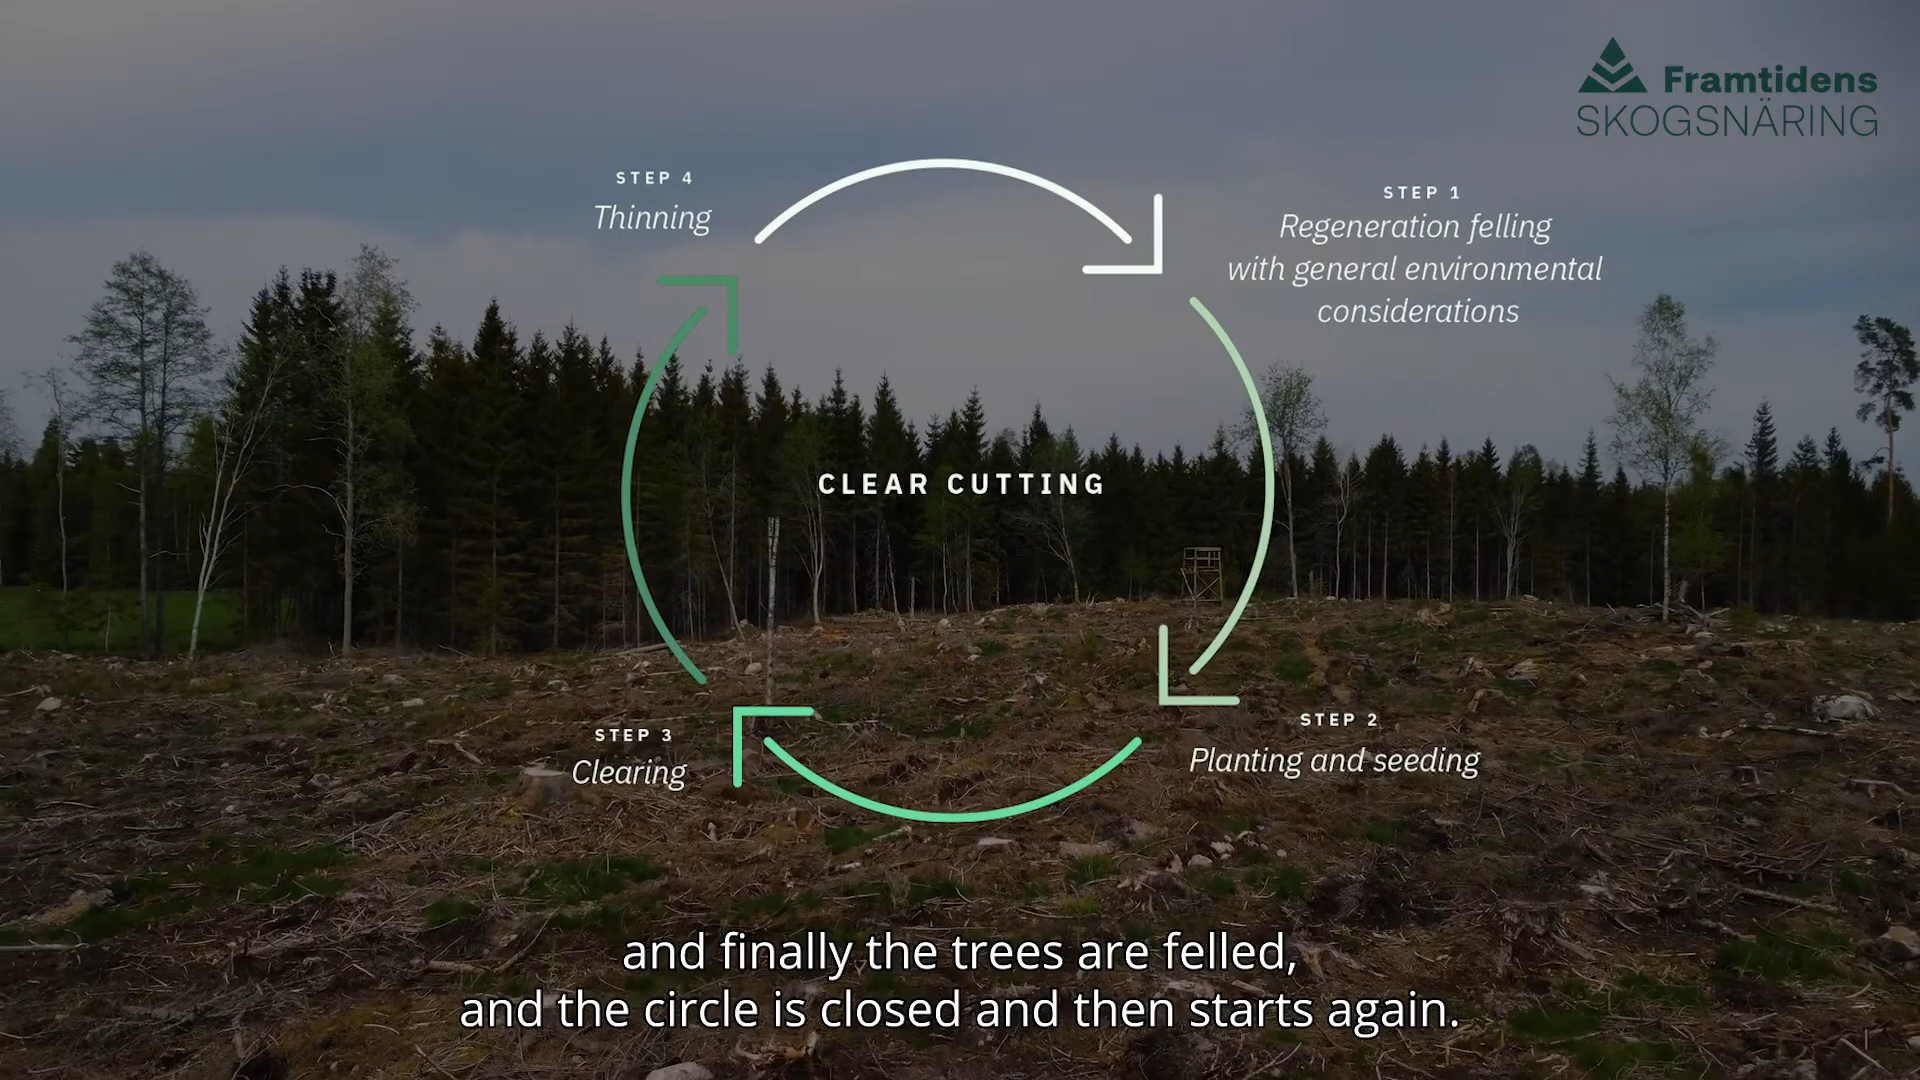 Framtidens
SKOGSNÄRING
STEP 4
Thinning
STEP 1
Regeneration felling
with general environmental
considerations
CLEAR CUTTING
STEP 3
Clearing
STEP 2
Planting and seeding
and finally the trees are felled,
and the circle is closed and then starts again.